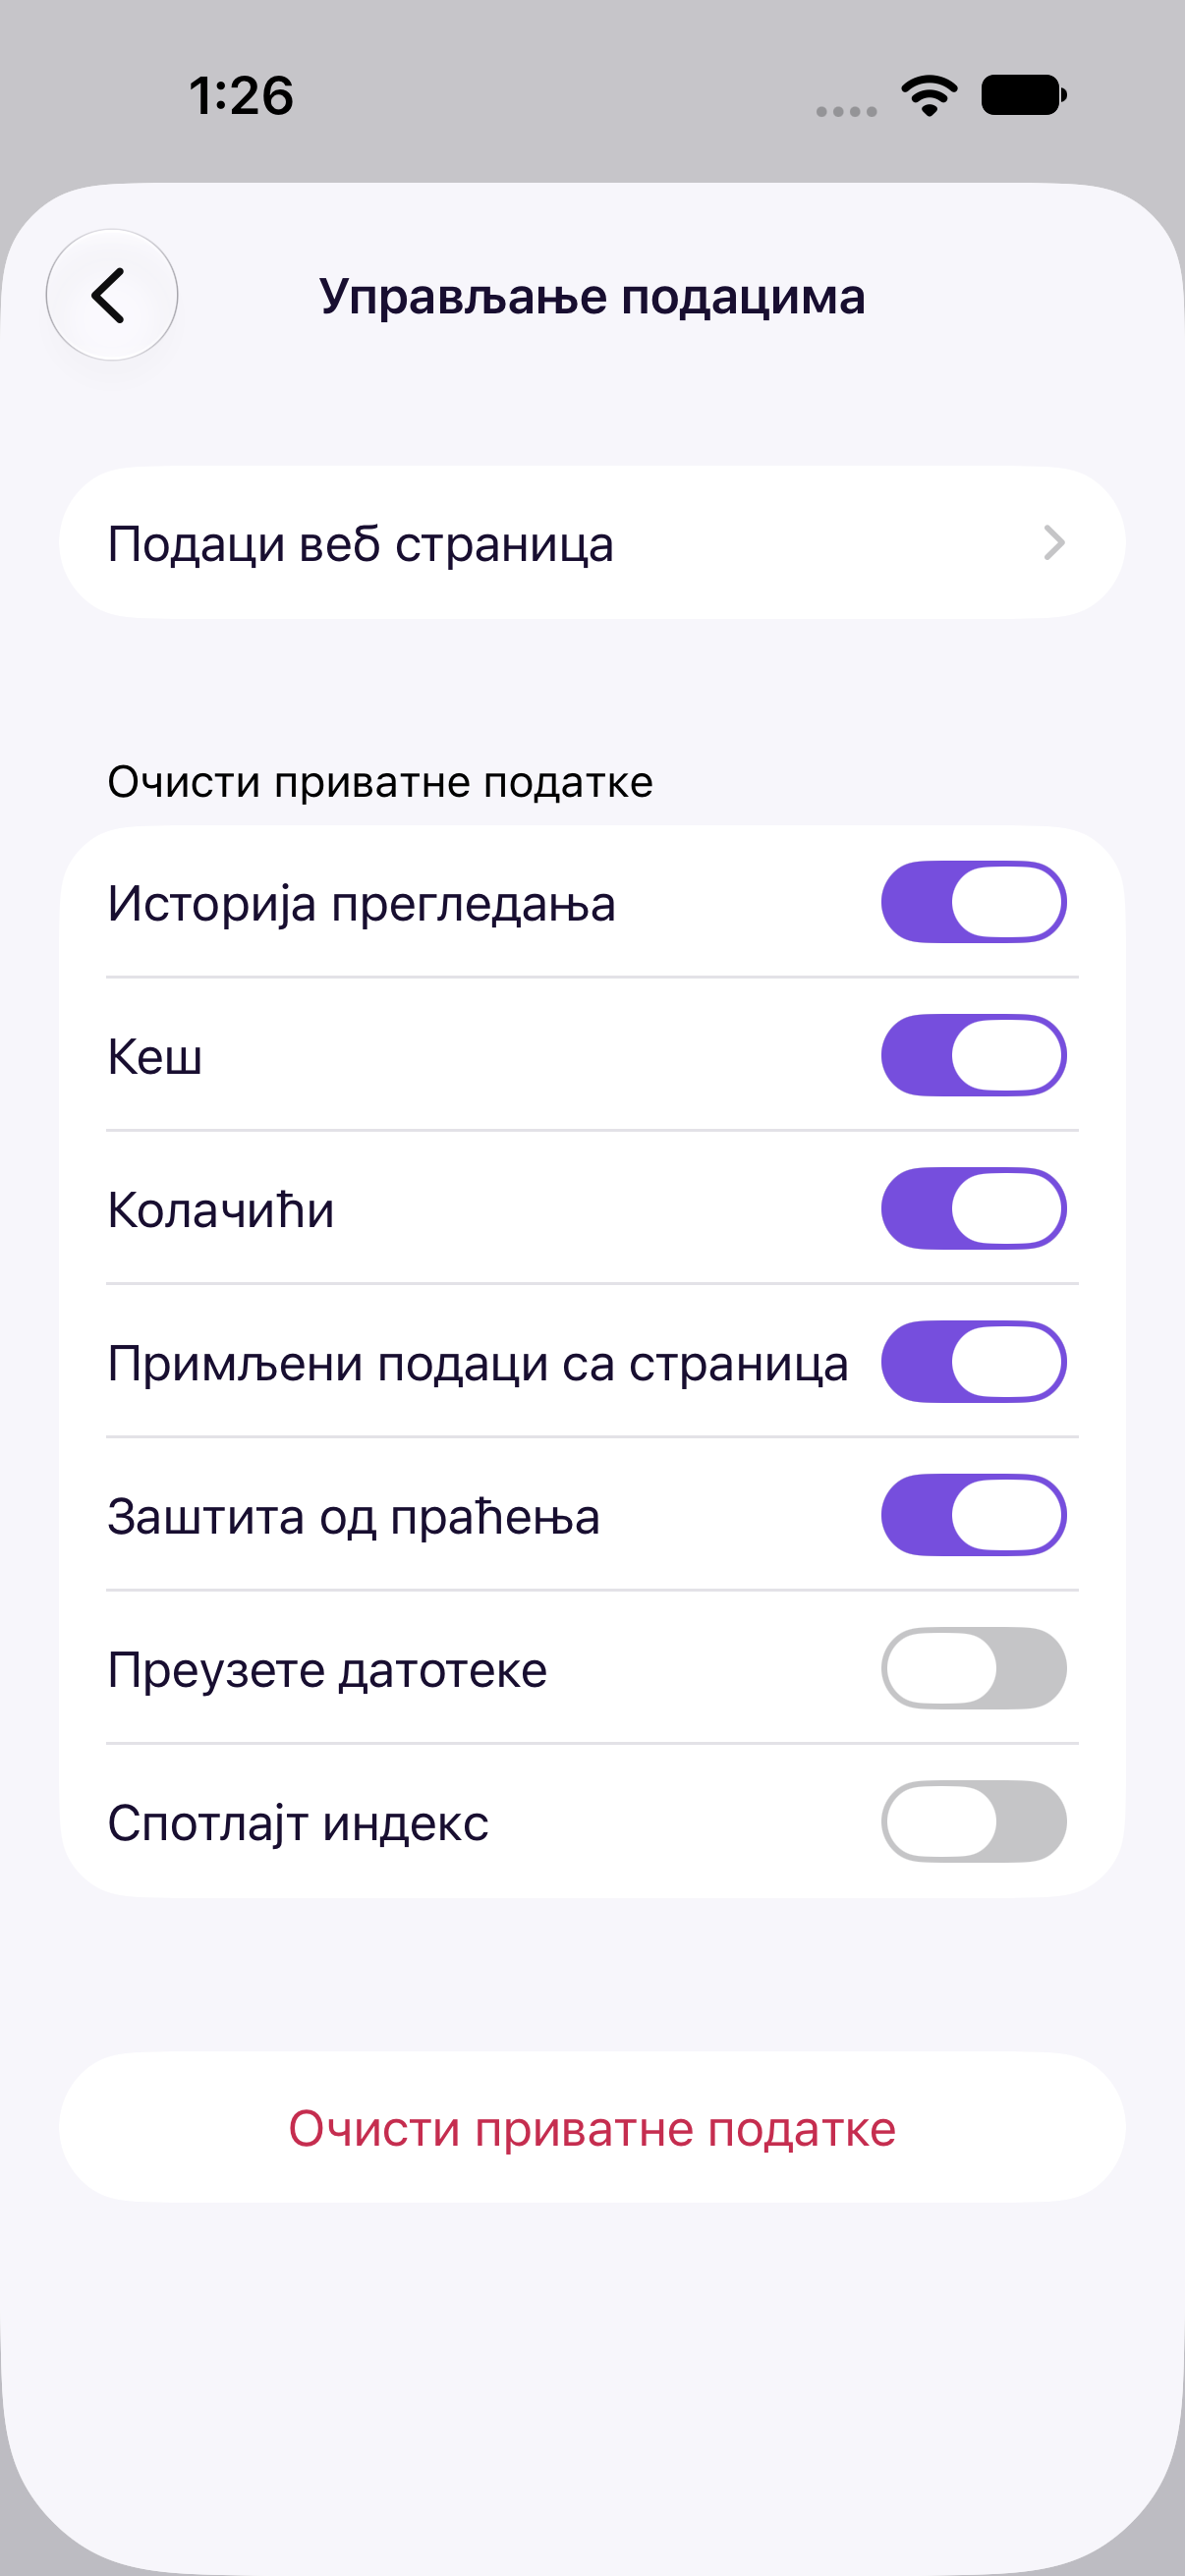 1:26
Управљање подацима
Подаци веб страница
Очисти приватне податке
Историја прегледања
Кеш
Колачићи
Примљени подаци са страница
Заштита од праћења
Преузете датотеке
Спотлајт индекс
Очисти приватне податке